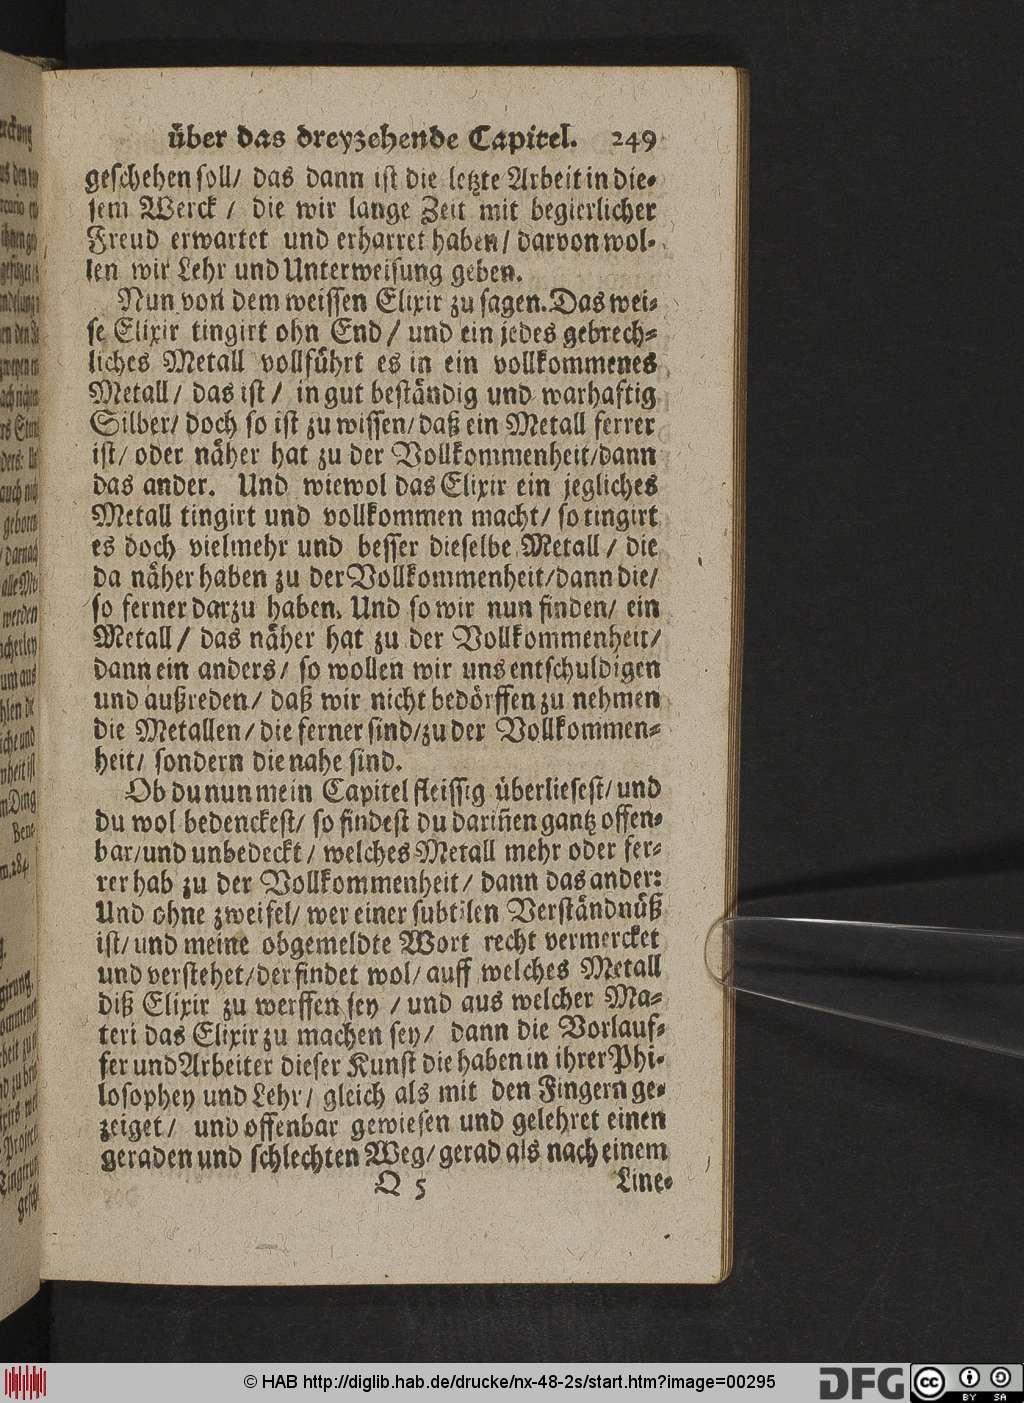 über das dreyzehende Capitel. 249
geschehen soll/ das dann ist die letzte Arbeit in die-
sem Werck / die wir lange Zeit mit begierlicher
Freud erwartet und erharret haben/ darvon wol-
len wir Lehr und Unterweisung geben.
Nun von dem weissen Elixir zu sagen. Das wei-
se Elixir tingirt ohn End/ und ein jedes gebrech-
liches Metall vollführt es in ein vollkommenes
Metall/ das ist/ in gut beständig und warhaftig
Silber/ doch so ist zu wissen/ daß ein Metall ferrer
ist/ oder näher hat zu der Vollkommenheit/dann
das ander. Und wiewol das Elixir ein jegliches
Metall tingirt und vollkommen macht/ so tingirt
es doch vielmehr und besser dieselbe Metall / die
da näher haben zu der Vollkommenheit/dann die/
so ferner darzu haben. Und so wir nun finden/ ein
Metall/ das näher hat zu der Vollkommenheit/
dann ein anders/ so wollen wir uns entschuldigen
und außreden/ daß wir nicht bedörffen zu nehmen
die Metallen/ die ferner sind/zu der Vollkommen-
heit/ sondern die nahe sind.
Ob du nun mein Capitel fleissig überliesest/ und
du wol bedenckest/ so findest du dariñen gantz offen-
bar/und unbedeckt/ welches Metall mehr oder fer-
rer hab zu der Vollkommenheit/ dann das ander:
Und ohne zweifel/ wer einer subtilen Verständnüß
ist/ und meine obgemeldte Wort recht vermercket
und verstehet/der findet wol/ auff welches Metall
diß Elixir zu werffen sey / und aus welcher Ma-
teri das Elixir zu machen sey/ dann die Vorlauf-
fer und Arbeiter dieser Kunst die haben in ihrer Phi-
losophey und Lehr/ gleich als mit den Fingern ge-
zeiget/ und offenbar gewiesen und gelehret einen
geraden und schlechten Weg/ gerad als nach einem
Q 5 Line-
© HAB http://diglib.hab.de/drucke/nx-48-2s/start.htm?image=00295
DFG
cc BY SA